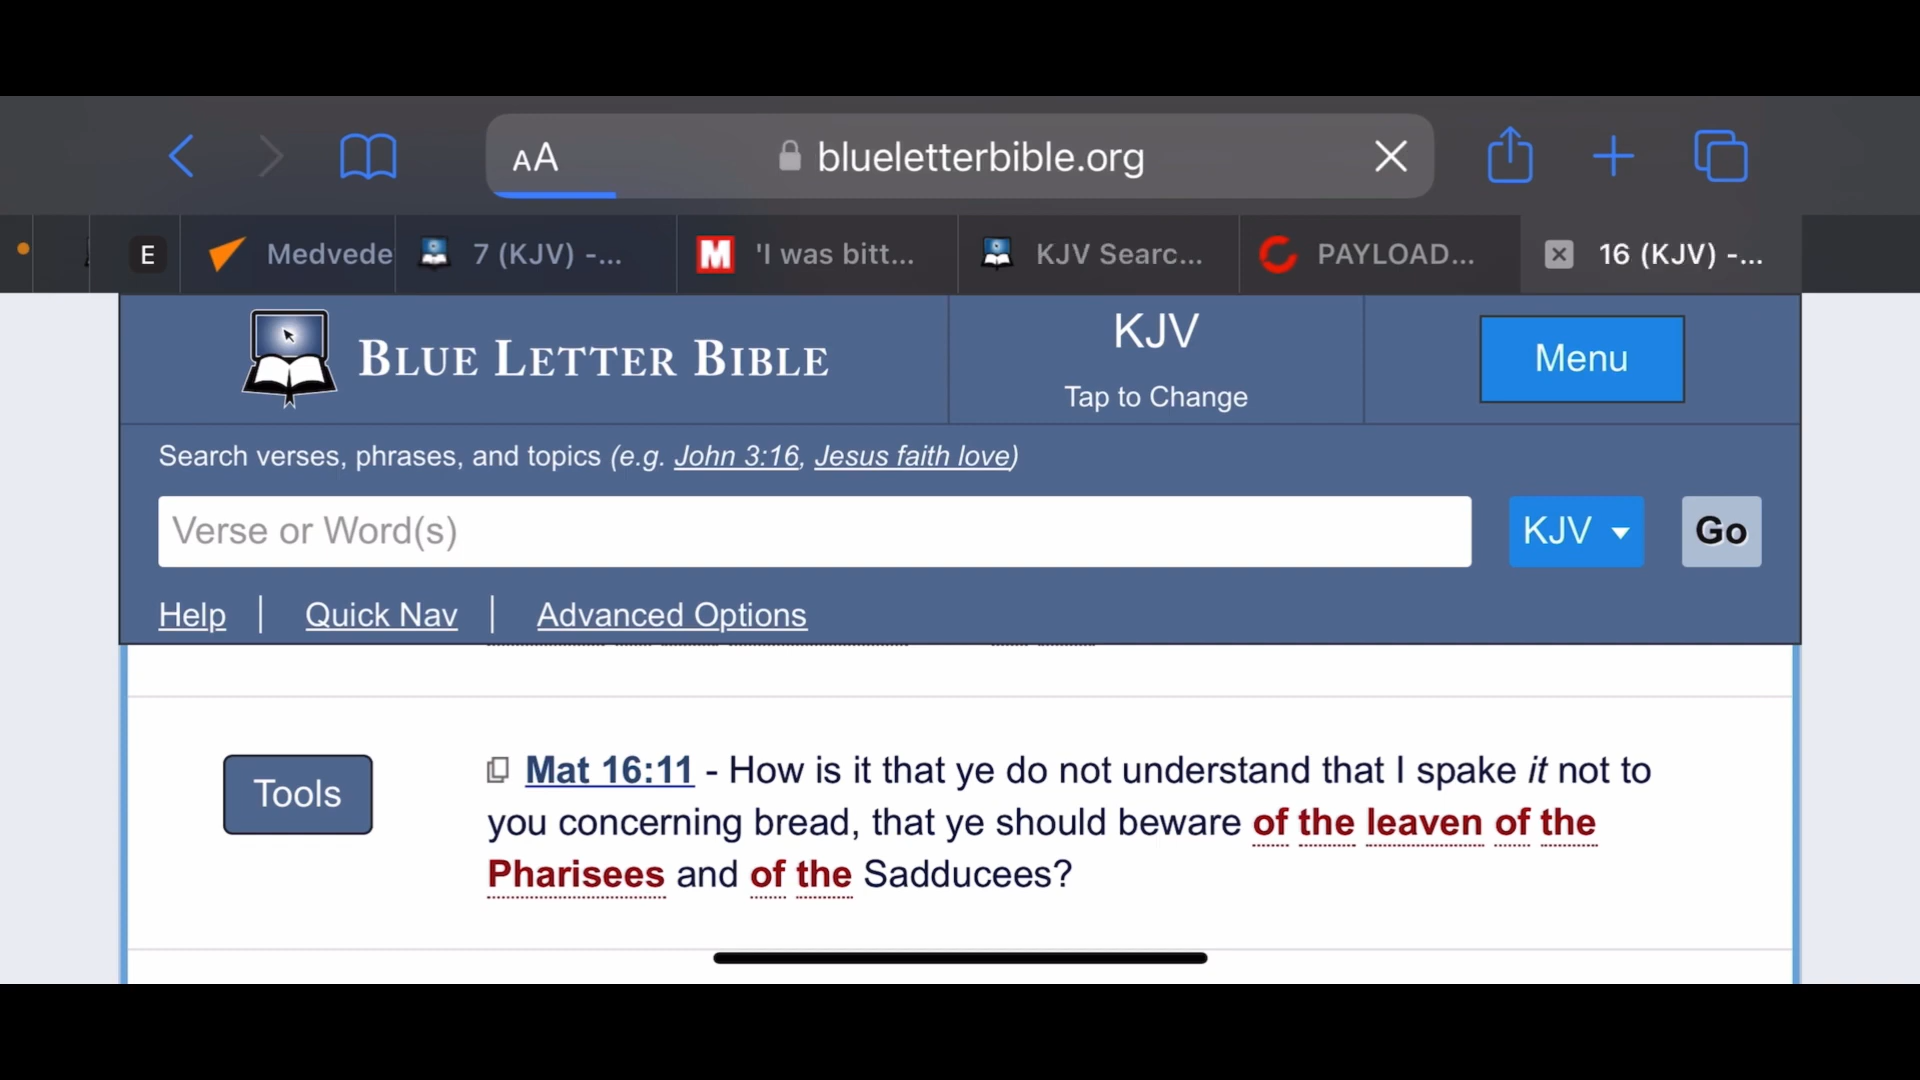 AA blueletterbible.org
E Medvede 7 (KJV) -... M 'I was bitt... KJV Searc... PAYLOAD... 16 (KJV) -...
BLUE LETTER BIBLE
KJV
Tap to Change
Menu
Search verses, phrases, and topics (e.g. John 3:16, Jesus faith love)
Verse or Word(s)
KJV
Go
Help | Quick Nav | Advanced Options
Tools
Mat 16:11 - How is it that ye do not understand that I spake it not to
you concerning bread, that ye should beware of the leaven of the
Pharisees and of the Sadducees?